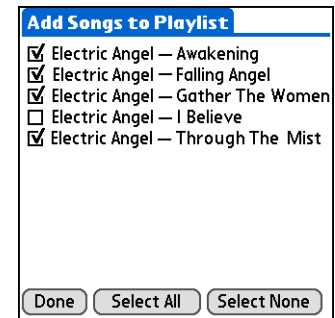 Add Songs to Playlist
Electric Angel — Awakening
Electric Angel — Falling Angel
Electric Angel — Gather The Women
Electric Angel — I Believe
Electric Angel — Through The Mist
Done Select All Select None